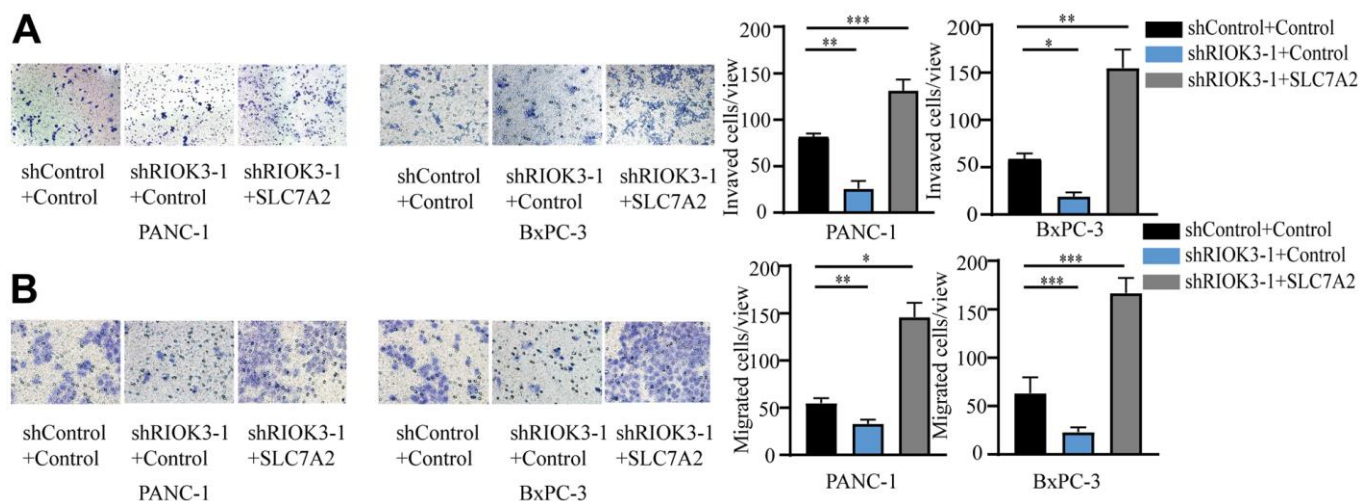 A
shControl
+Control
shRIOK3-1
+Control
shRIOK3-1
+SLC7A2
PANC-1
shControl
+Control
shRIOK3-1
+Control
shRIOK3-1
+SLC7A2
BxPC-3
Invaved cells/view
200
150
100
50
0
***
**
PANC-1
Invaved cells/view
200
150
100
50
0
**
*
BxPC-3
shControl+Control
shRIOK3-1+Control
shRIOK3-1+SLC7A2
B
shControl
+Control
shRIOK3-1
+Control
shRIOK3-1
+SLC7A2
PANC-1
shControl
+Control
shRIOK3-1
+Control
shRIOK3-1
+SLC7A2
BxPC-3
Migrated cells/view
200
150
100
50
0
*
**
PANC-1
Migrated cells/view
200
150
100
50
0
***
***
BxPC-3
shControl+Control
shRIOK3-1+Control
shRIOK3-1+SLC7A2